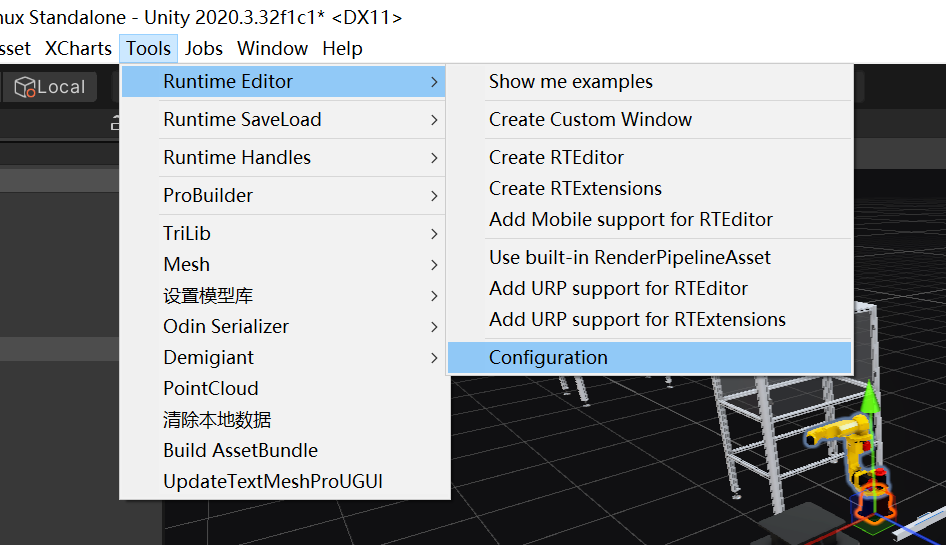 nux Standalone - Unity 2020.3.32f1c1* <DX11>
sset XCharts Tools Jobs Window Help
Local
Runtime Editor
Runtime SaveLoad
Runtime Handles
ProBuilder
TriLib
Mesh
设置模型库
Odin Serializer
Demigiant
PointCloud
清除本地数据
Build AssetBundle
UpdateTextMeshProUGUI
Show me examples
Create Custom Window
Create RTEditor
Create RTExtensions
Add Mobile support for RTEditor
Use built-in RenderPipelineAsset
Add URP support for RTEditor
Add URP support for RTExtensions
Configuration